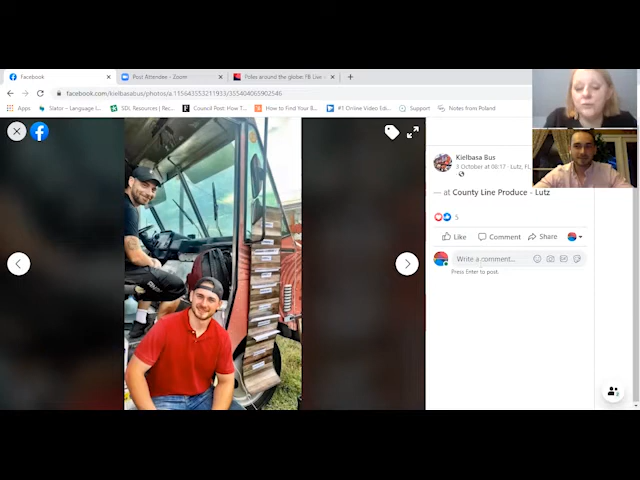 Facebook
Post Attendee - Zoom
Poles around the globe: FB Live -
facebook.com/kielbasabus/photos/a.115643553211933/355404065902546
Apps
Slator - Language I...
SDL Resources | Rec...
Council Post: How T...
How to Find Your B...
#1 Online Video Edi...
Support
Notes from Poland
Kielbasa Bus
3 October at 08:17 · Lutz, FL,
— at County Line Produce - Lutz
5
Like
Comment
Share
Write a comment...
Press Enter to post.